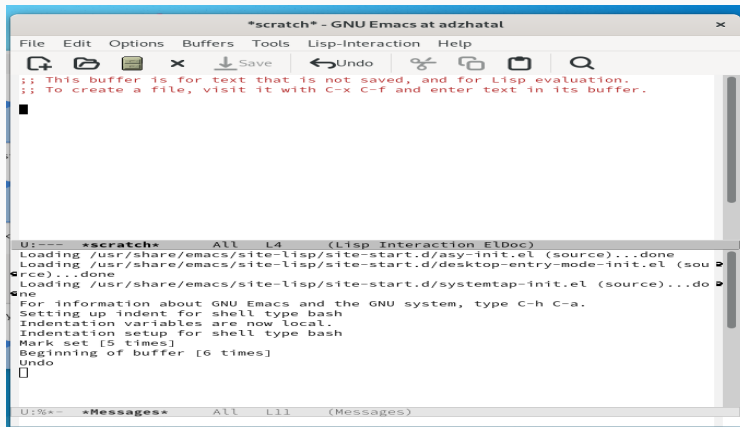 *scratch* - GNU Emacs at adzhatal
File Edit Options Buffers Tools Lisp-Interaction Help
Save Undo
;; This buffer is for text that is not saved, and for Lisp evaluation.
;; To create a file, visit it with C-x C-f and enter text in its buffer.
U:--- *scratch* All L4 (Lisp Interaction ElDoc)
Loading /usr/share/emacs/site-lisp/site-start.d/asy-init.el (source)...done
Loading /usr/share/emacs/site-lisp/site-start.d/desktop-entry-mode-init.el (sou
rce)...done
Loading /usr/share/emacs/site-lisp/site-start.d/systemtap-init.el (source)...do
ne
For information about GNU Emacs and the GNU system, type C-h C-a.
Setting up indent for shell type bash
Indentation variables are now local.
Indentation setup for shell type bash
Mark set [5 times]
Beginning of buffer [6 times]
Undo
U:%*- *Messages* All L11 (Messages)